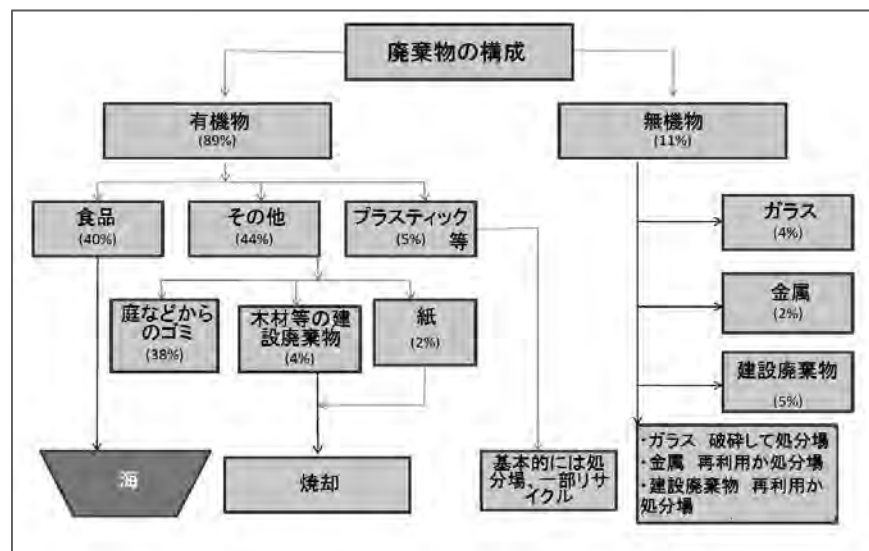 廃棄物の構成
有機物
(89%)
無機物
(11%)
食品
(40%)
その他
(44%)
プラスティック
(5%) 等
ガラス
(4%)
金属
(2%)
建設廃棄物
(5%)
庭などから
のゴミ
(38%)
木材等の建
設廃棄物
(4%)
紙
(2%)
海
焼却
基本的には処
分場、一部リサ
イクル
・ガラス 破砕して処分場
・金属 再利用か処分場
・建設廃棄物 再利用か
処分場